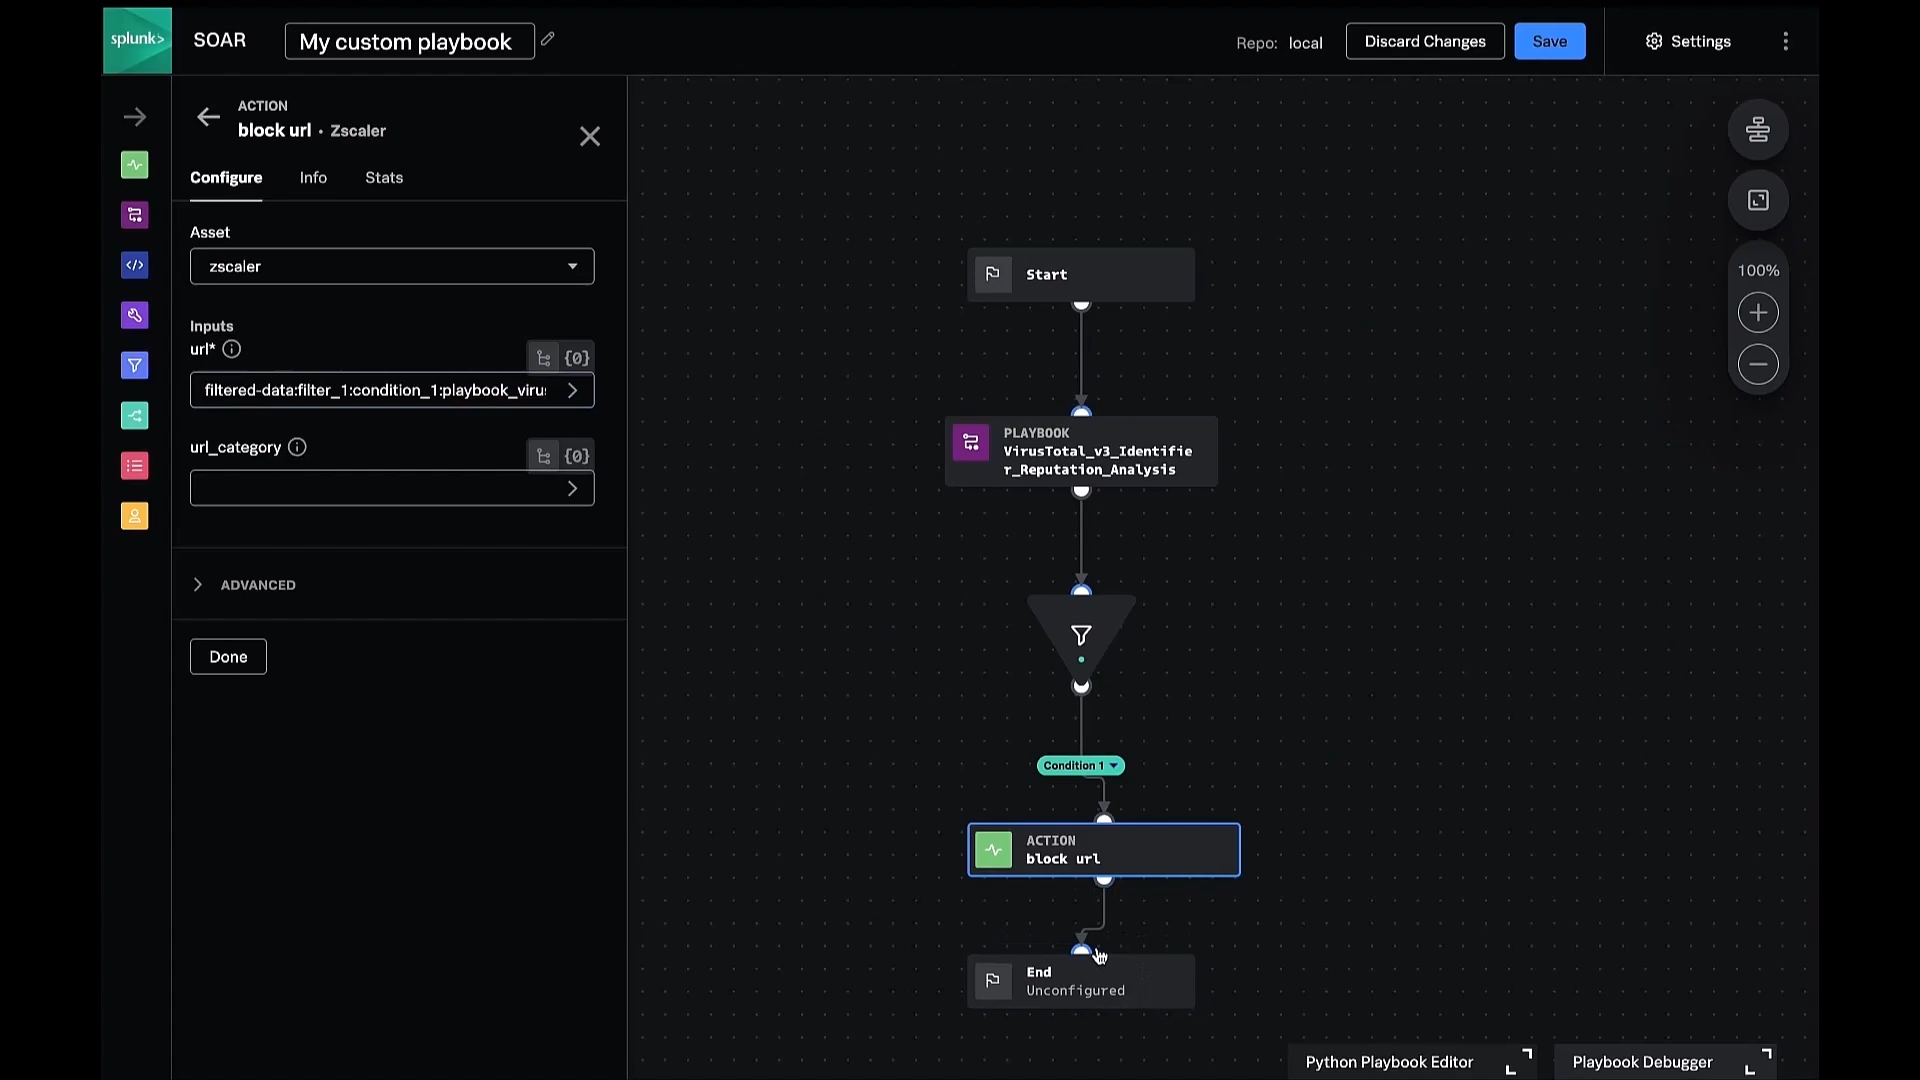 splunk>
SOAR
My custom playbook
Repo: local
Discard Changes
Save
Settings
ACTION
block url • Zscaler
Configure
Info
Stats
Asset
zscaler
Inputs
url*
{0}
filtered-data:filter_1:condition_1:playbook_viru
url_category
{0}
ADVANCED
Done
Start
PLAYBOOK
VirusTotal_v3_Identifie
r_Reputation_Analysis
Condition 1
ACTION
block url
End
Unconfigured
100%
Python Playbook Editor
Playbook Debugger